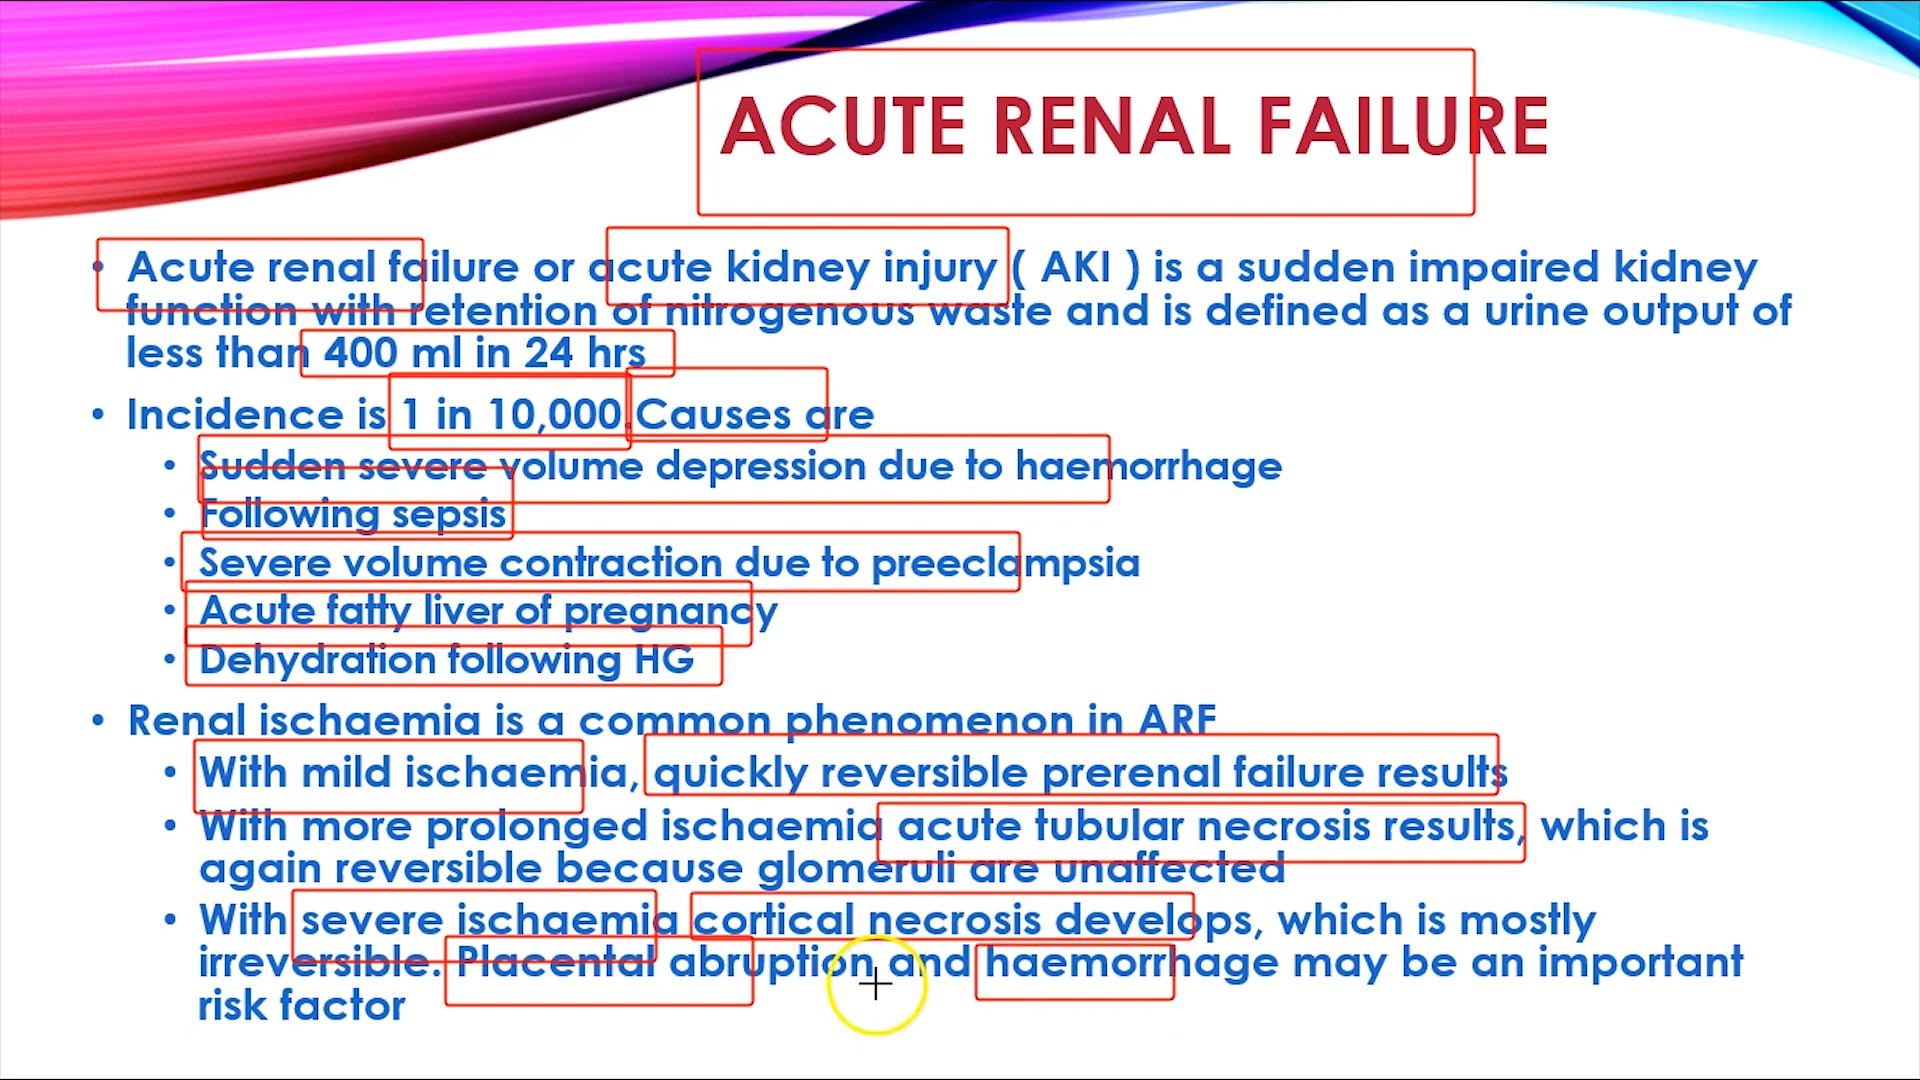 ACUTE RENAL FAILURE
• Acute renal failure or acute kidney injury ( AKI ) is a sudden impaired kidney
function with retention of nitrogenous waste and is defined as a urine output of
less than 400 ml in 24 hrs
• Incidence is 1 in 10,000.Causes are
• Sudden severe volume depression due to haemorrhage
• Following sepsis
• Severe volume contraction due to preeclampsia
• Acute fatty liver of pregnancy
• Dehydration following HG
• Renal ischaemia is a common phenomenon in ARF
• With mild ischaemia, quickly reversible prerenal failure results
• With more prolonged ischaemia acute tubular necrosis results, which is
again reversible because glomeruli are unaffected
• With severe ischaemia cortical necrosis develops, which is mostly
irreversible. Placental abruption and haemorrhage may be an important
risk factor